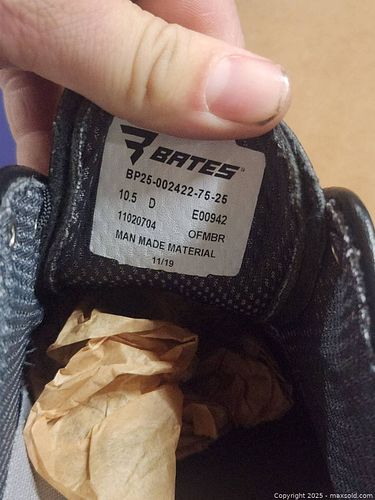 BATES
BP25-002422-75-25
10.5 D E00942
11020704 OFMBR
MAN MADE MATERIAL
11/19
Copyright © 2025 - maxsold.com